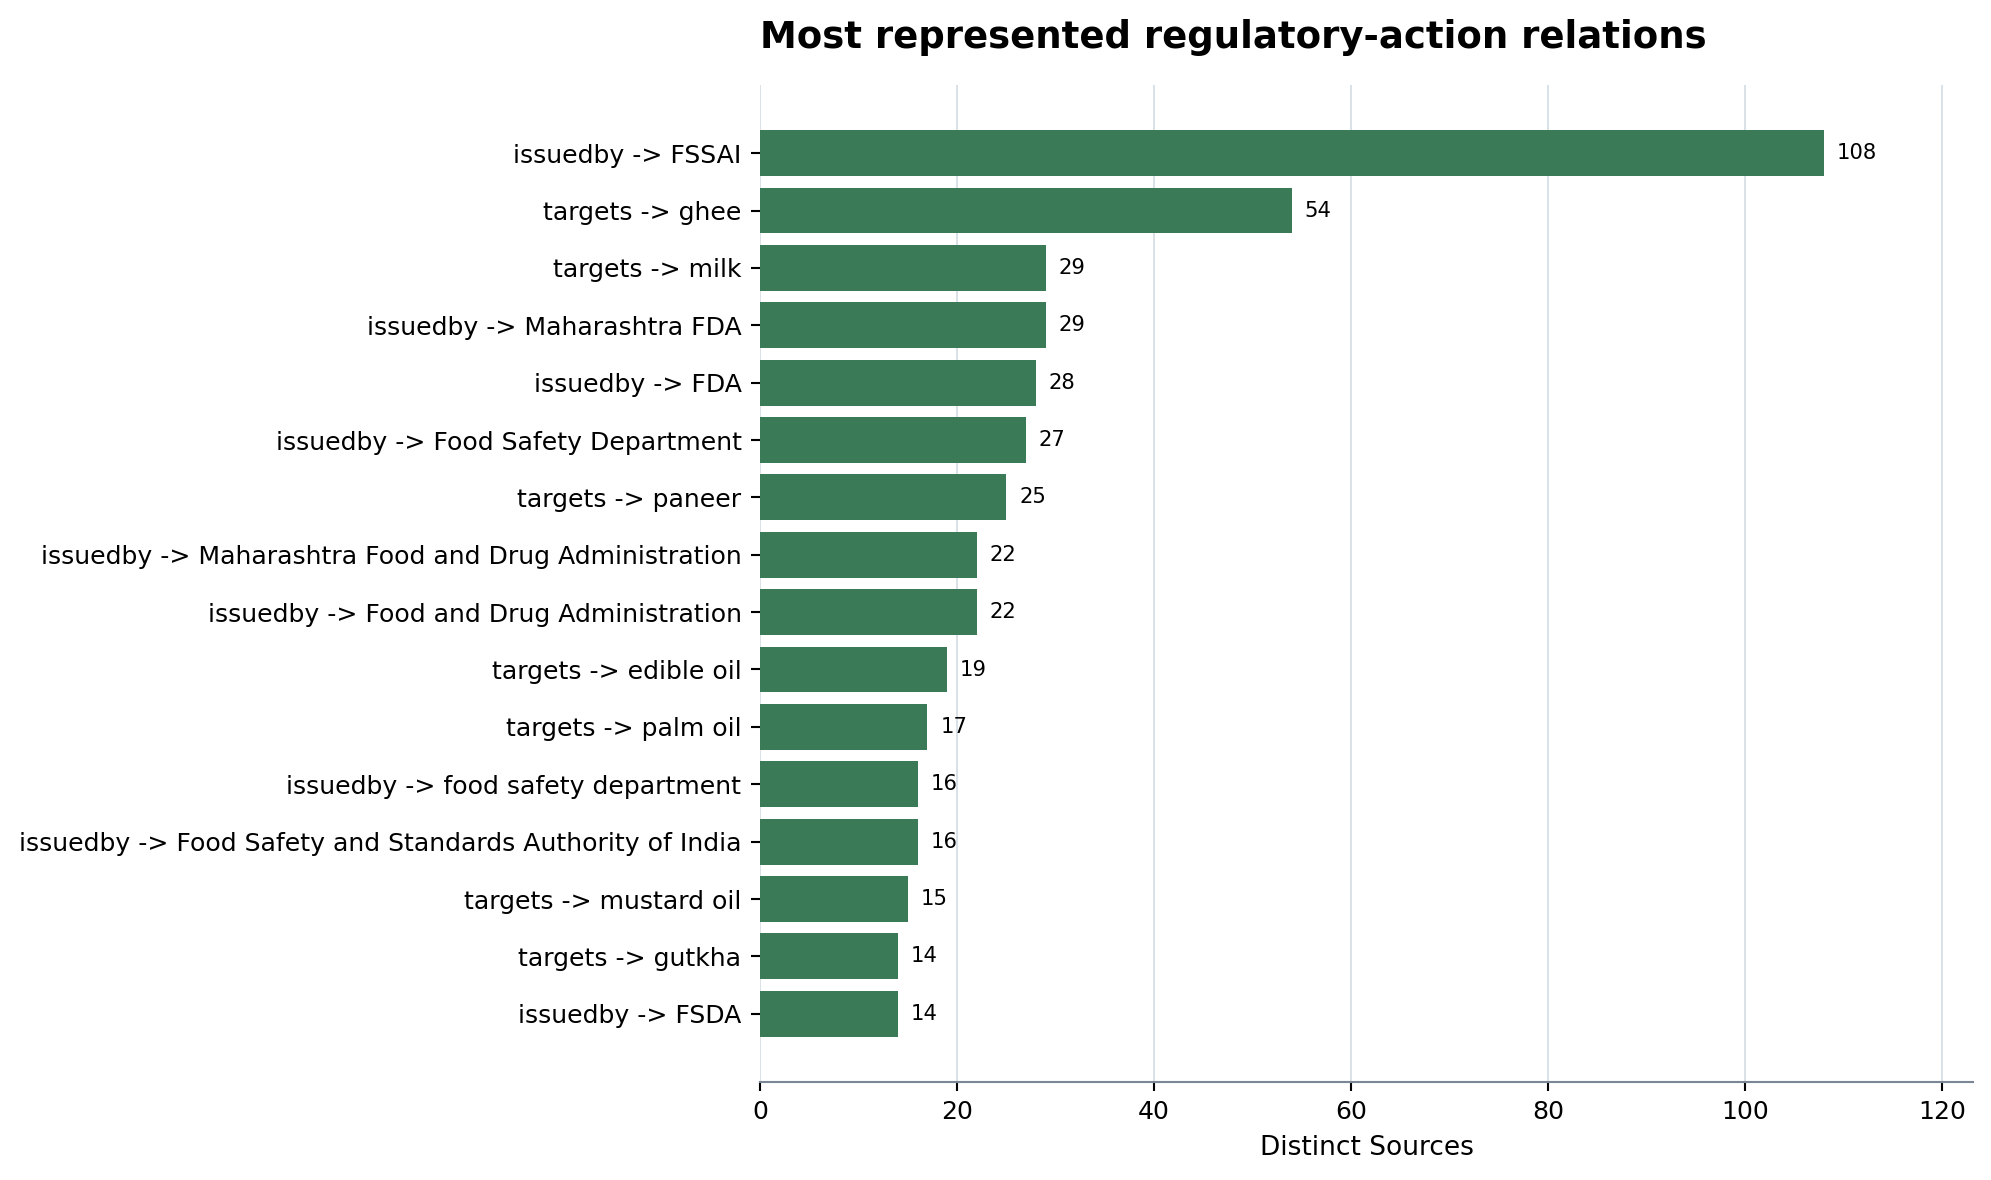 Most represented regulatory-action relations
issuedby -> FSSAI 108
targets -> ghee 54
targets -> milk 29
issuedby -> Maharashtra FDA 29
issuedby -> FDA 28
issuedby -> Food Safety Department 27
targets -> paneer 25
issuedby -> Maharashtra Food and Drug Administration 22
issuedby -> Food and Drug Administration 22
targets -> edible oil 19
targets -> palm oil 17
issuedby -> food safety department 16
issuedby -> Food Safety and Standards Authority of India 16
targets -> mustard oil 15
targets -> gutkha 14
issuedby -> FSDA 14
0 20 40 60 80 100 120
Distinct Sources